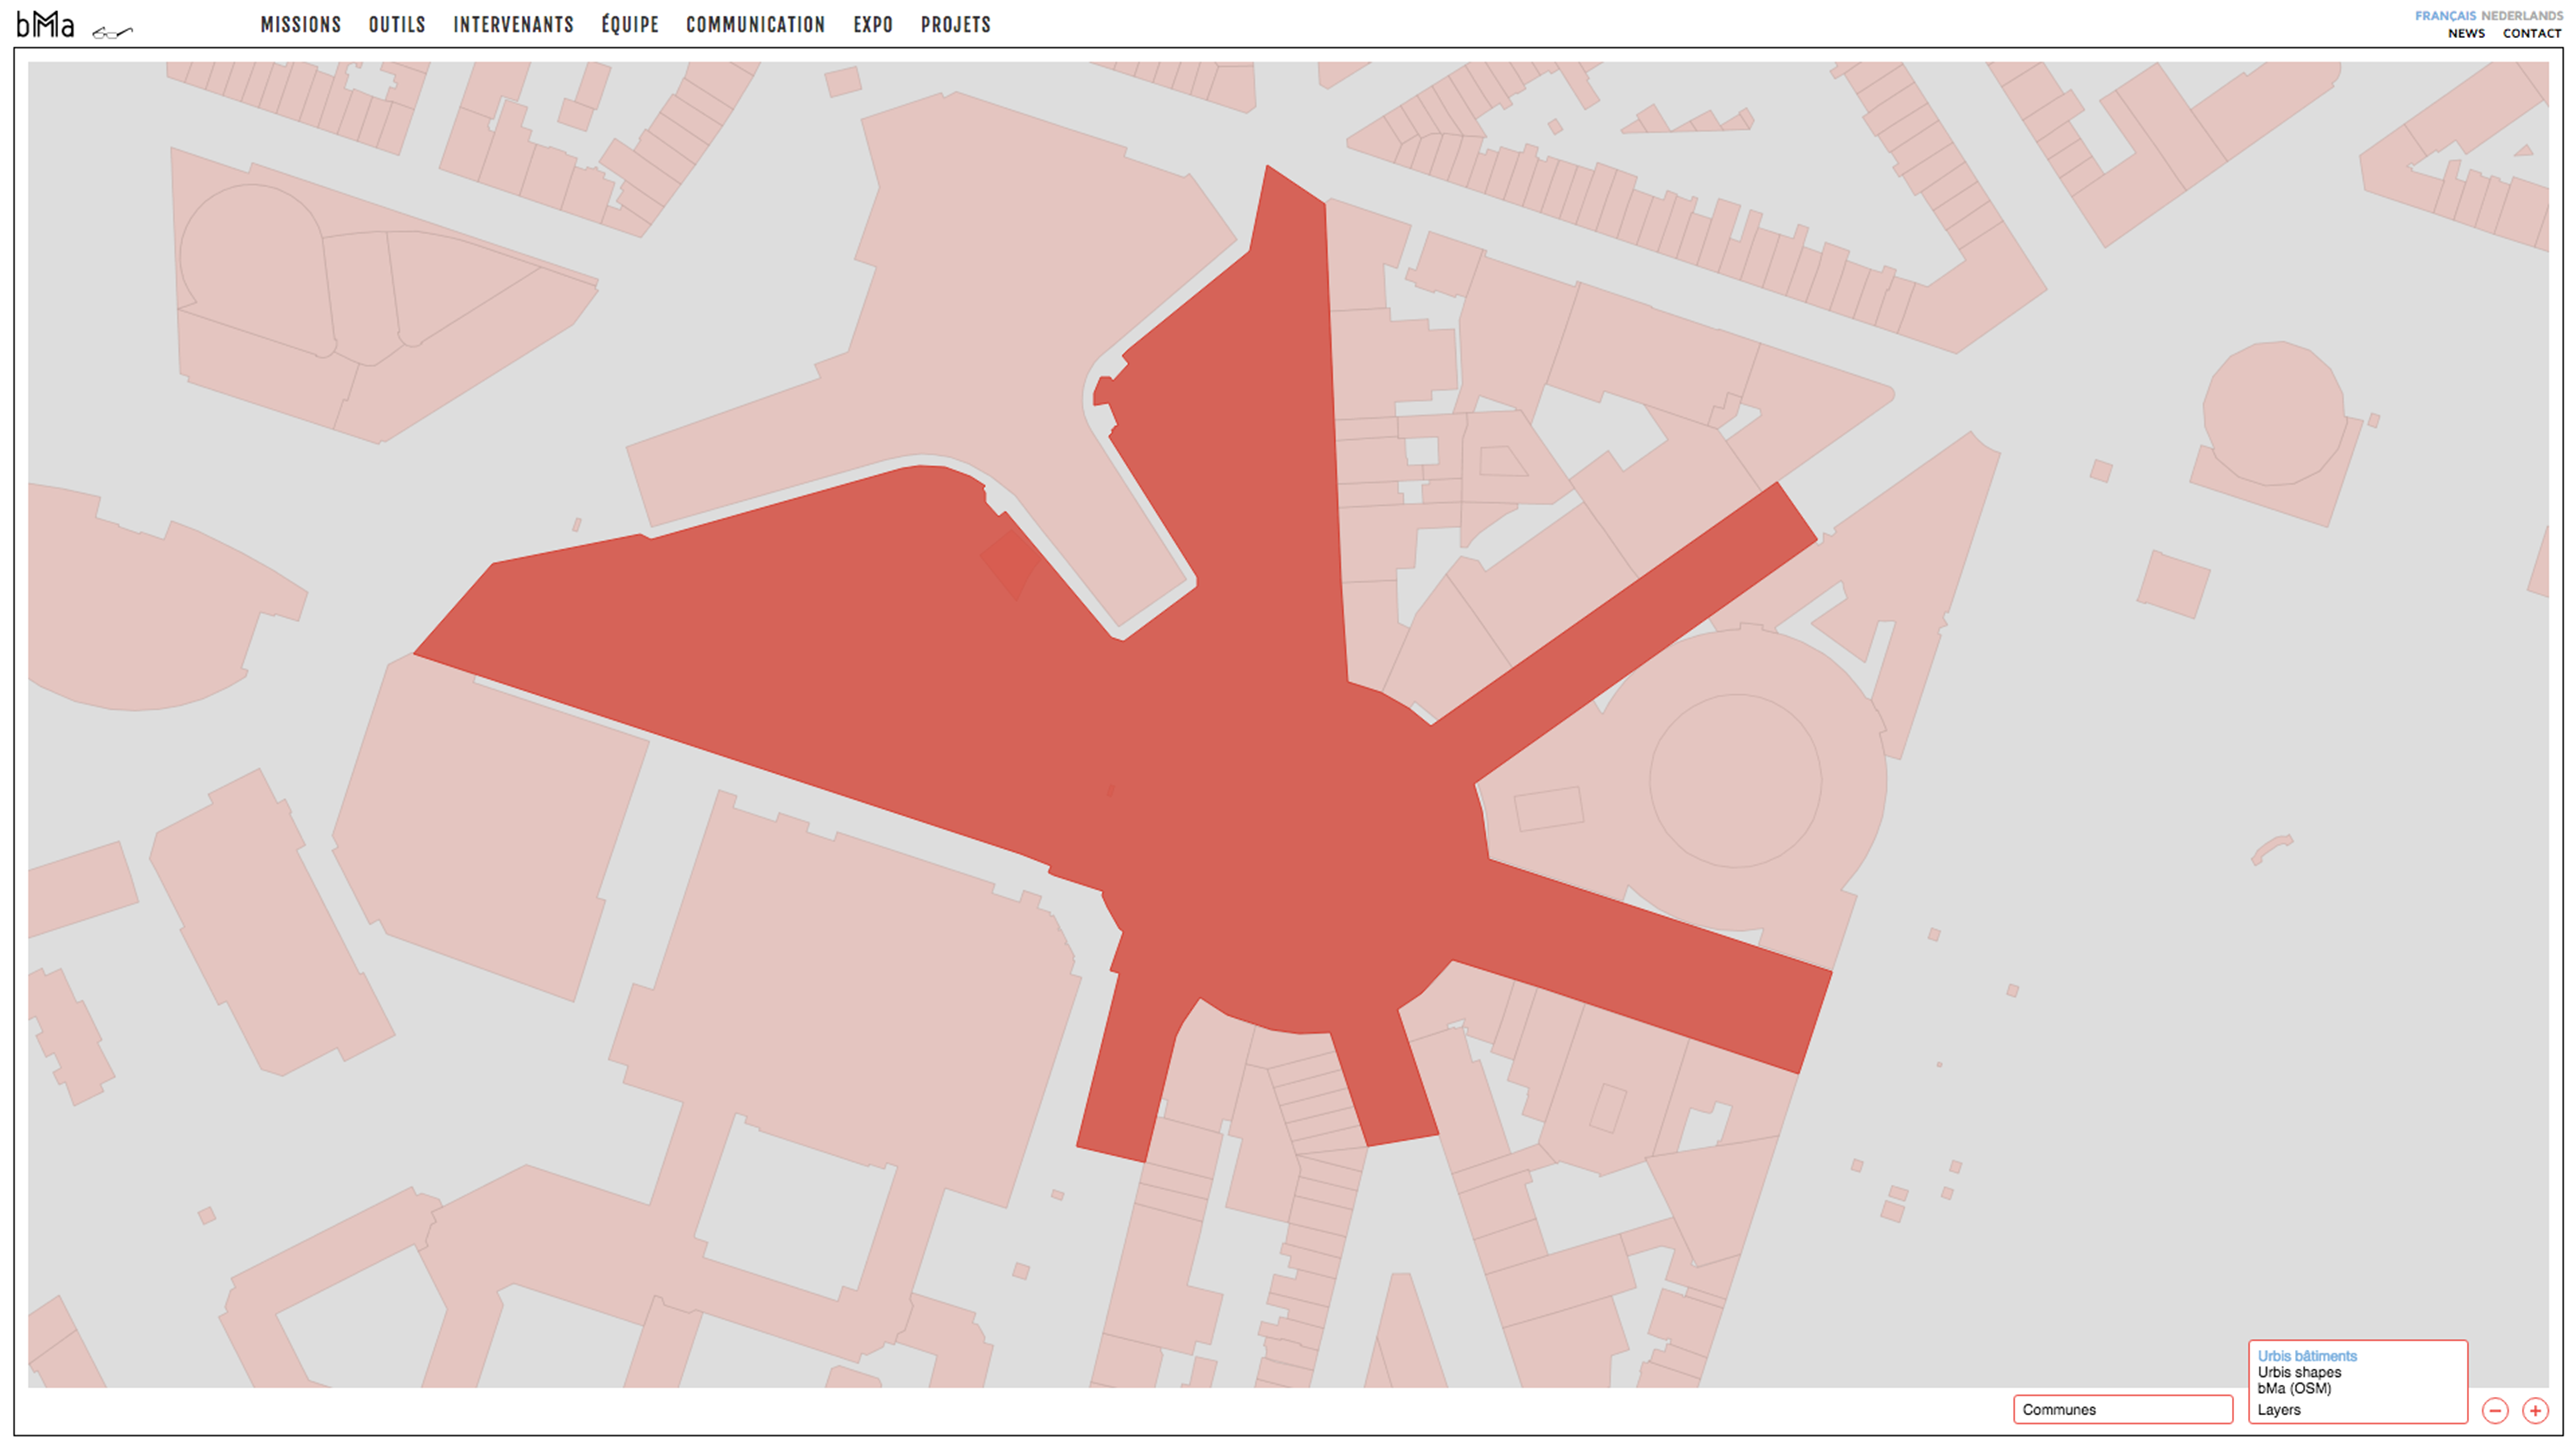 bMa
MISSIONS OUTILS INTERVENANTS ÉQUIPE COMMUNICATION EXPO PROJETS
FRANÇAIS NEDERLANDS
NEWS CONTACT
Urbis bâtiments
Urbis shapes
bMa (OSM)
Layers
Communes